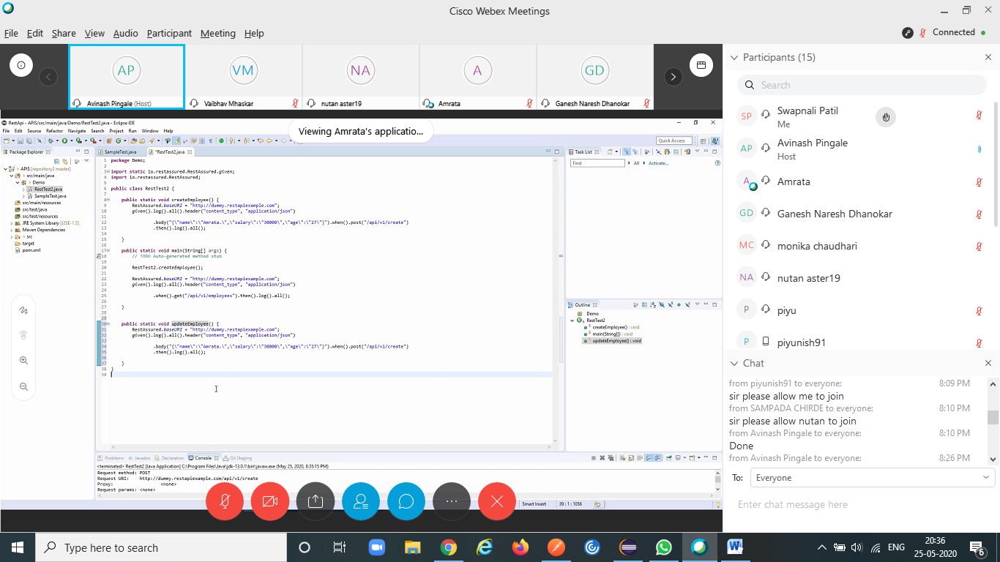 Cisco Webex Meetings
File Edit Share View Audio Participant Meeting Help
Connected
AP
Avinash Pingale (Host)
VM
Vaibhav Mhaskar
NA
nutan aster19
A
Amrata
GD
Ganesh Naresh Dhanokar
Viewing Amrata's applicatio...
RestApi - APIS/src/main/java/Demo/RestTest2.java - Eclipse IDE
File Edit Source Refactor Navigate Search Project Run Window Help
Quick Access
Package Explorer
APIS [repository2 master]
src/main/java
Demo
RestTest2.java
SampleTest.java
src/main/resources
src/test/java
src/test/resources
JRE System Library [J2SE-1.5]
Maven Dependencies
src
target
pom.xml
SampleTest.java *RestTest2.java
1 package Demo;
2
3 import static io.restassured.RestAssured.given;
4 import io.restassured.RestAssured;
5
6 public class RestTest2 {
7
8 public static void createEmployee() {
9 RestAssured.baseURI = "http://dummy.restapiexample.com";
10 given().log().all().header("content_type", "application/json")
11
12 .body("{\"name\":\"Amrata.\",\"salary\":\"30000\",\"age\":\"27\"}").when().post("/api/v1/create")
13 .then().log().all();
14
15 }
16
17 public static void main(String[] args) {
18 // TODO Auto-generated method stub
19
20 RestTest2.createEmployee();
21
22 RestAssured.baseURI = "http://dummy.restapiexample.com";
23 given().log().all().header("content_type", "application/json")
24
25 .when().get("/api/v1/employees").then().log().all();
26
27 }
28
29
30 public static void updateEmployee() {
31 RestAssured.baseURI = "http://dummy.restapiexample.com";
32 given().log().all().header("content_type", "application/json")
33
34 .body("{\"name\":\"Amrata.\",\"salary\":\"30000\",\"age\":\"27\"}").when().post("/api/v1/create")
35 .then().log().all();
36
37 }
38 }
39
Task List
Find
All Activate...
Outline
Demo
RestTest2
createEmployee() : void
main(String[]) : void
updateEmployee() : void
Problems Javadoc Declaration Console Git Staging
<terminated> RestTest2 [Java Application] C:\Program Files\Java\jdk-13.0.1\bin\javaw.exe (May 25, 2020, 8:35:15 PM)
Request method: POST
Request URI: http://dummy.restapiexample.com/api/v1/create
Proxy: <none>
Request params: <none>
Smart Insert 39 : 1 : 1056
Participants (15)
Search
SP
Swapnali Patil
Me
AP
Avinash Pingale
Host
A
Amrata
GD
Ganesh Naresh Dhanokar
MC
monika chaudhari
NA
nutan aster19
P
piyu
P
piyunish91
Chat
from piyunish91 to everyone: 8:09 PM
sir please allow me to join
from SAMPADA CHIRDE to everyone: 8:10 PM
sir please allow nutan to join
from Avinash Pingale to everyone: 8:10 PM
Done
from Avinash Pingale to everyone: 8:26 PM
To: Everyone
Enter chat message here
Type here to search
ENG
20:36
25-05-2020
6